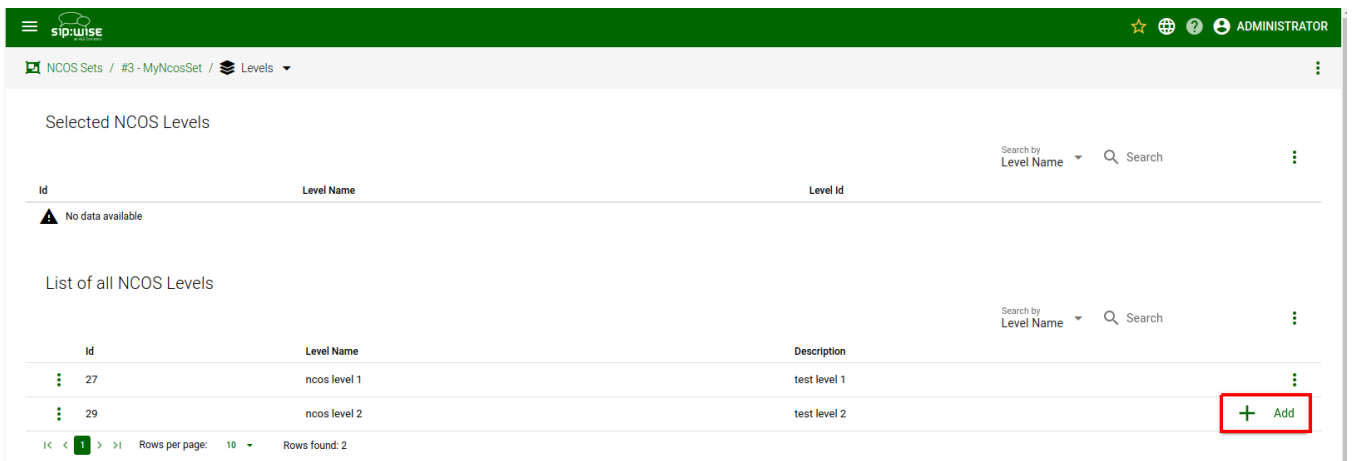 sip:wise ADMINISTRATOR
NCOS Sets / #3 - MyNcosSet / Levels
Selected NCOS Levels
Search by
Level Name Search
Id Level Name Level Id
No data available
List of all NCOS Levels
Search by
Level Name Search
Id Level Name Description
27 ncos level 1 test level 1
29 ncos level 2 test level 2 + Add
1 Rows per page: 10 Rows found: 2